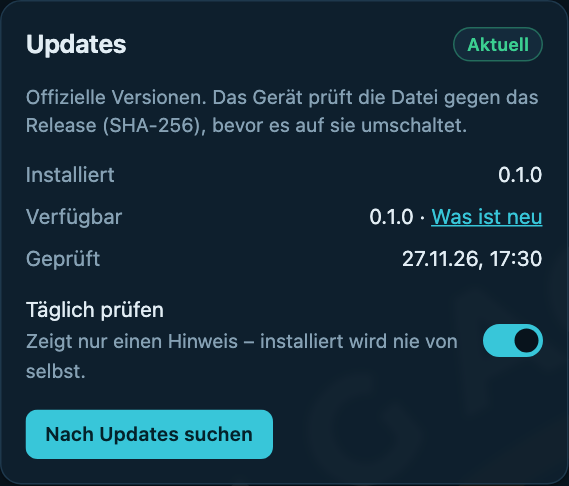 Updates
Aktuell
Offizielle Versionen. Das Gerät prüft die Datei gegen das
Release (SHA-256), bevor es auf sie umschaltet.
Installiert 0.1.0
Verfügbar 0.1.0 · Was ist neu
Geprüft 27.11.26, 17:30
Täglich prüfen
Zeigt nur einen Hinweis – installiert wird nie von
selbst.
Nach Updates suchen